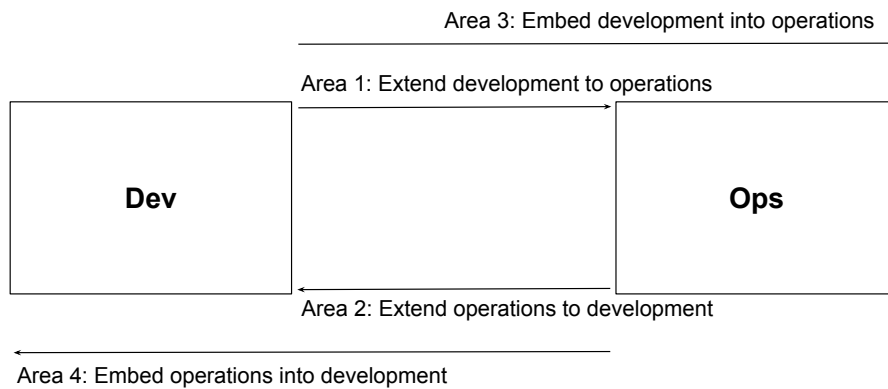 Area 3: Embed development into operations
Area 1: Extend development to operations
Dev
Ops
Area 2: Extend operations to development
Area 4: Embed operations into development